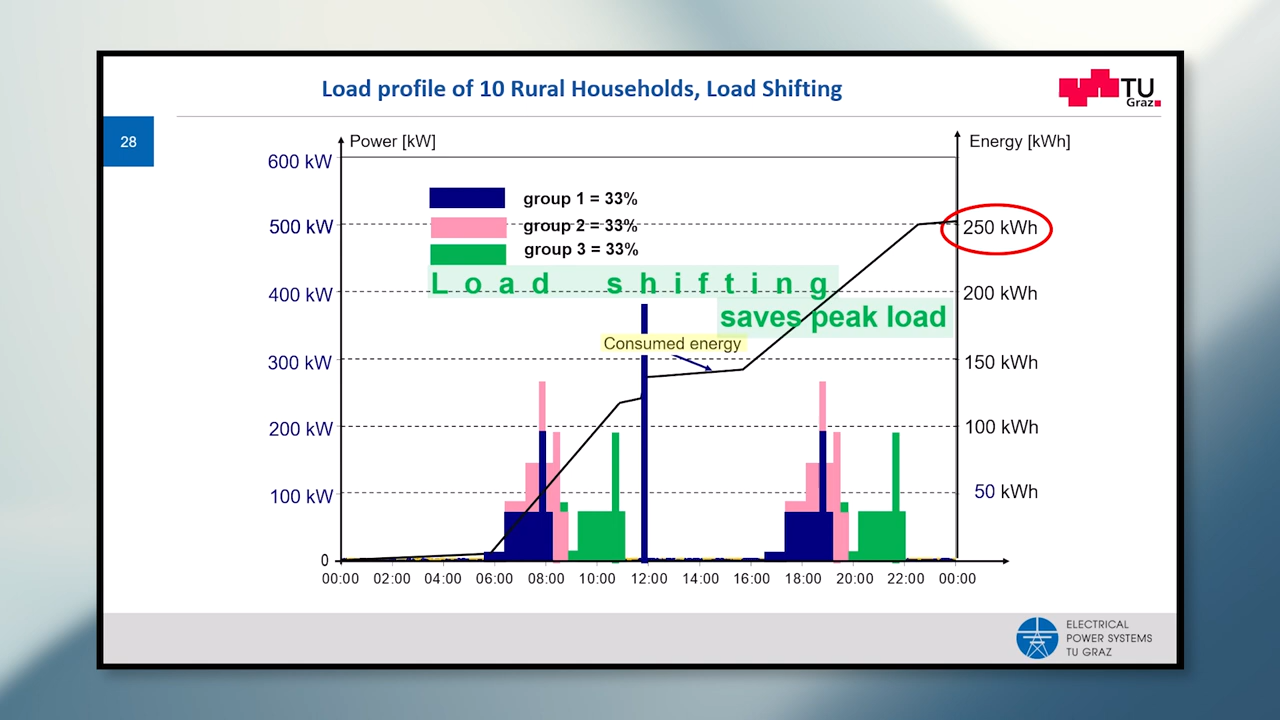 Load profile of 10 Rural Households, Load Shifting
TU
Graz
28
Power [kW]
Energy [kWh]
600 kW
group 1 = 33%
500 kW
group 2 = 33%
250 kWh
group 3 = 33%
Load shifting
400 kW
200 kWh
saves peak load
Consumed energy
300 kW
150 kWh
200 kW
100 kWh
100 kW
50 kWh
0
00:00 02:00 04:00 06:00 08:00 10:00 12:00 14:00 16:00 18:00 20:00 22:00 00:00
ELECTRICAL
POWER SYSTEMS
TU GRAZ